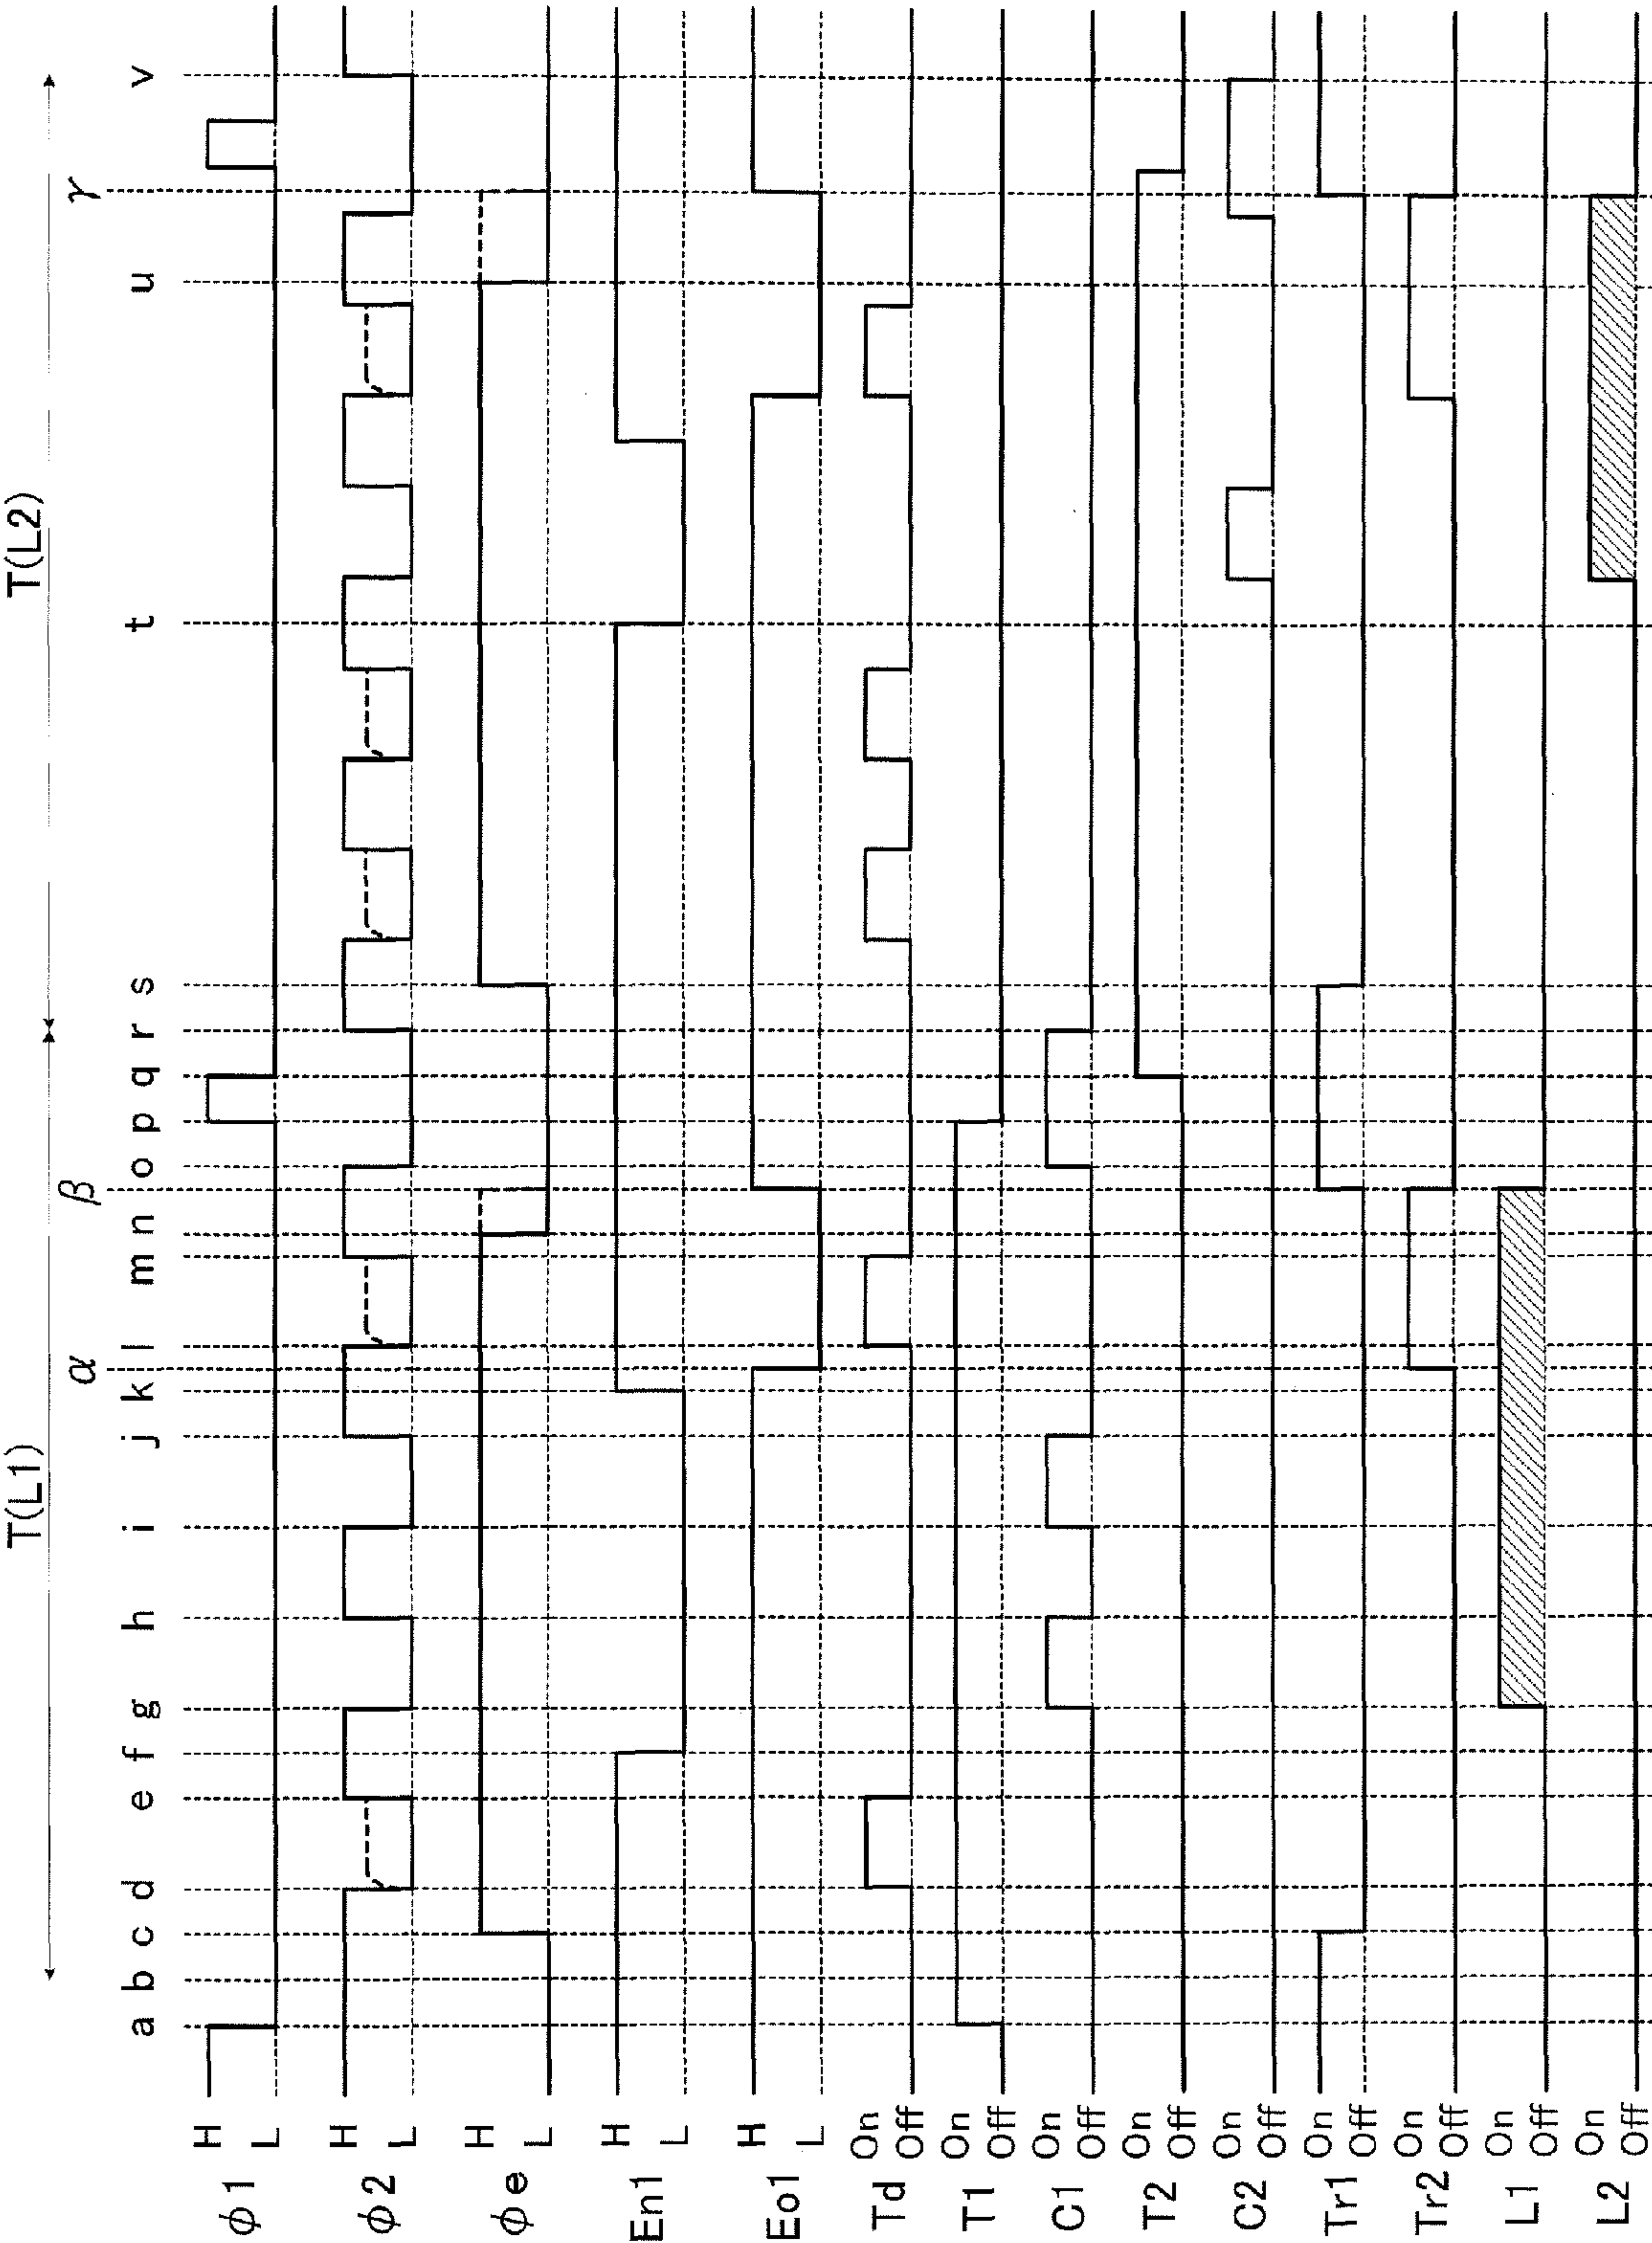 T(L1) T(L2)
α β γ
a b c d e f g h i j k l m n o p q r s t u v
φ1 H L
φ2 H L
φe H L
En1 H L
Eo1 H L
Td On Off
T1 On Off
C1 On Off
T2 On Off
C2 On Off
Tr1 On Off
Tr2 On Off
L1 On Off
L2 On Off